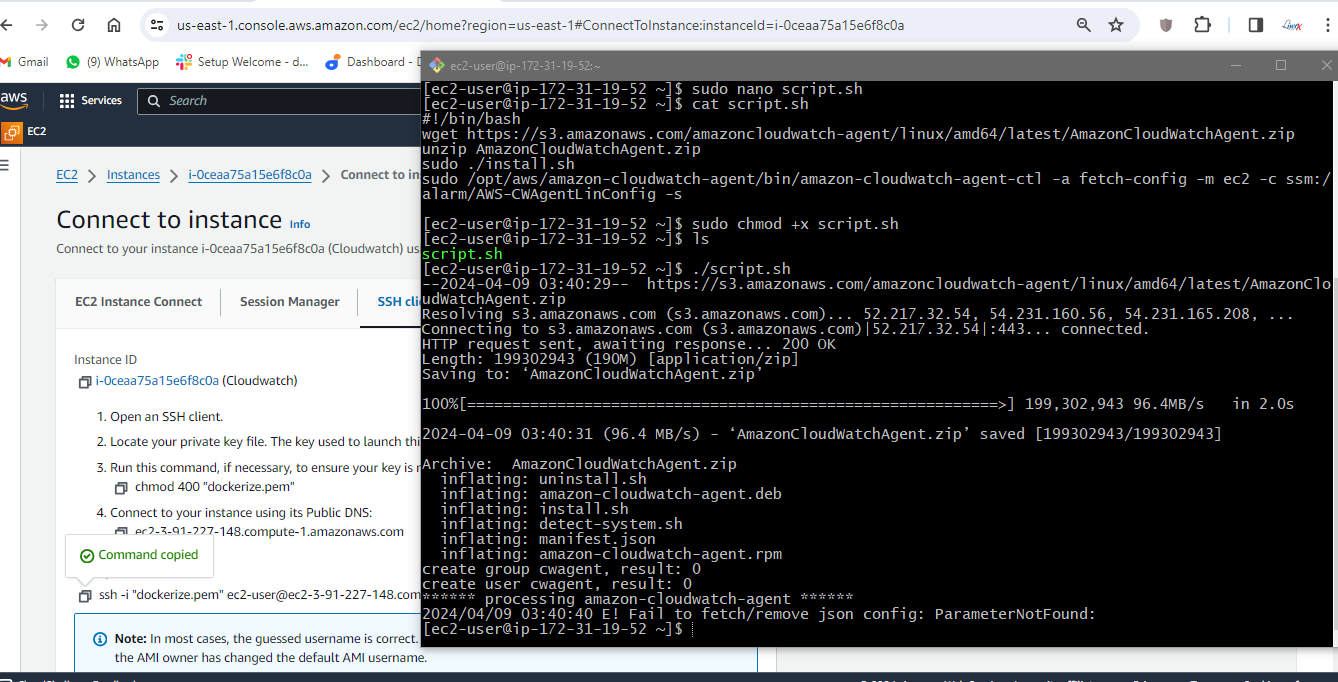 us-east-1.console.aws.amazon.com/ec2/home?region=us-east-1#ConnectToInstance:instanceId=i-0ceaa75a15e6f8c0a
Gmail
(9) WhatsApp
Setup Welcome - d...
Dashboard - D
aws
Services
Search
EC2
EC2
Instances
i-0ceaa75a15e6f8c0a
Connect to in
Connect to instance Info
Connect to your instance i-0ceaa75a15e6f8c0a (Cloudwatch) us
EC2 Instance Connect
Session Manager
SSH clie
Instance ID
i-0ceaa75a15e6f8c0a (Cloudwatch)
1. Open an SSH client.
2. Locate your private key file. The key used to launch thi
3. Run this command, if necessary, to ensure your key is n
chmod 400 "dockerize.pem"
4. Connect to your instance using its Public DNS:
ec2-3-91-227-148.compute-1.amazonaws.com
Command copied
ssh -i "dockerize.pem" ec2-user@ec2-3-91-227-148.com
Note: In most cases, the guessed username is correct.
the AMI owner has changed the default AMI username.
ec2-user@ip-172-31-19-52:~
[ec2-user@ip-172-31-19-52 ~]$ sudo nano script.sh
[ec2-user@ip-172-31-19-52 ~]$ cat script.sh
#!/bin/bash
wget https://s3.amazonaws.com/amazoncloudwatch-agent/linux/amd64/latest/AmazonCloudWatchAgent.zip
unzip AmazonCloudWatchAgent.zip
sudo ./install.sh
sudo /opt/aws/amazon-cloudwatch-agent/bin/amazon-cloudwatch-agent-ctl -a fetch-config -m ec2 -c ssm:/
alarm/AWS-CWAgentLinConfig -s
[ec2-user@ip-172-31-19-52 ~]$ sudo chmod +x script.sh
[ec2-user@ip-172-31-19-52 ~]$ ls
script.sh
[ec2-user@ip-172-31-19-52 ~]$ ./script.sh
--2024-04-09 03:40:29--  https://s3.amazonaws.com/amazoncloudwatch-agent/linux/amd64/latest/AmazonClo
udWatchAgent.zip
Resolving s3.amazonaws.com (s3.amazonaws.com)... 52.217.32.54, 54.231.160.56, 54.231.165.208, ...
Connecting to s3.amazonaws.com (s3.amazonaws.com)|52.217.32.54|:443... connected.
HTTP request sent, awaiting response... 200 OK
Length: 199302943 (190M) [application/zip]
Saving to: ‘AmazonCloudWatchAgent.zip’
100%[===========================================================>] 199,302,943 96.4MB/s   in 2.0s
2024-04-09 03:40:31 (96.4 MB/s) - ‘AmazonCloudWatchAgent.zip’ saved [199302943/199302943]
Archive:  AmazonCloudWatchAgent.zip
inflating: uninstall.sh
inflating: amazon-cloudwatch-agent.deb
inflating: install.sh
inflating: detect-system.sh
inflating: manifest.json
inflating: amazon-cloudwatch-agent.rpm
create group cwagent, result: 0
create user cwagent, result: 0
****** processing amazon-cloudwatch-agent ******
2024/04/09 03:40:40 E! Fail to fetch/remove json config: ParameterNotFound:
[ec2-user@ip-172-31-19-52 ~]$